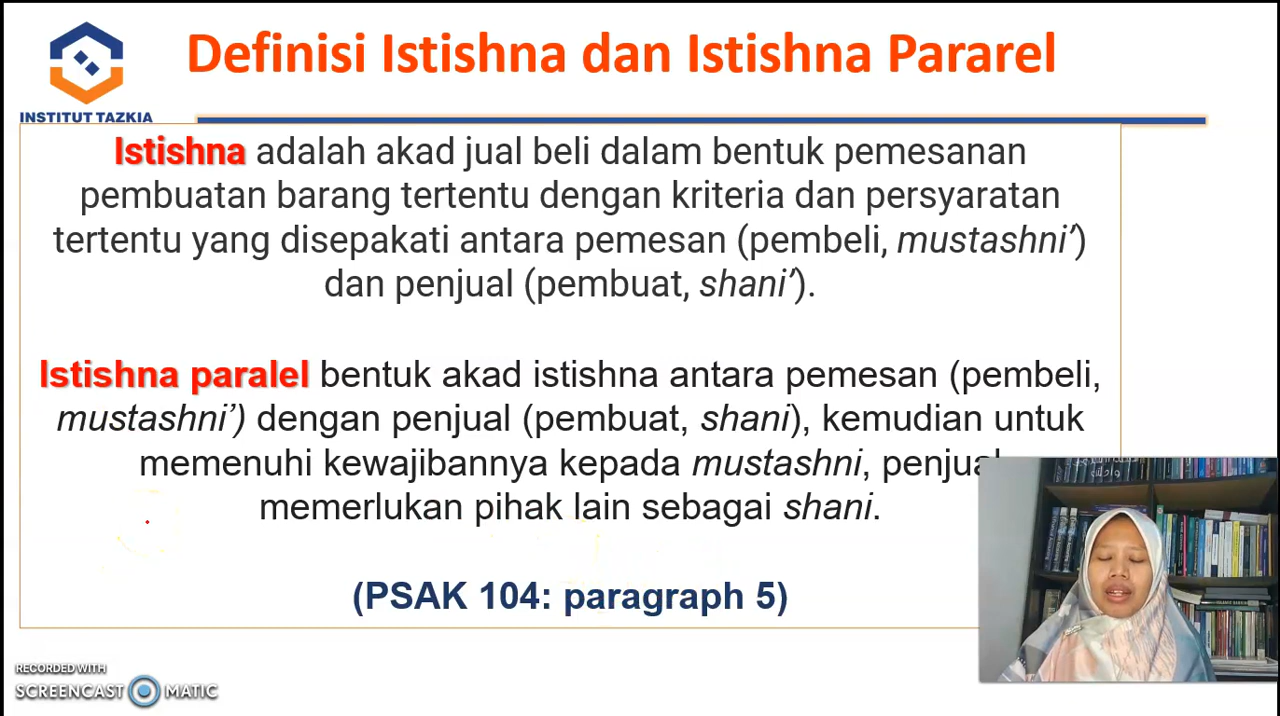 Definisi Istishna dan Istishna Pararel
INSTITUT TAZKIA
Istishna adalah akad jual beli dalam bentuk pemesanan
pembuatan barang tertentu dengan kriteria dan persyaratan
tertentu yang disepakati antara pemesan (pembeli, mustashni’)
dan penjual (pembuat, shani’).
Istishna paralel bentuk akad istishna antara pemesan (pembeli,
mustashni’) dengan penjual (pembuat, shani), kemudian untuk
memenuhi kewajibannya kepada mustashni, penjual
memerlukan pihak lain sebagai shani.
(PSAK 104: paragraph 5)
RECORDED WITH
SCREENCAST MATIC